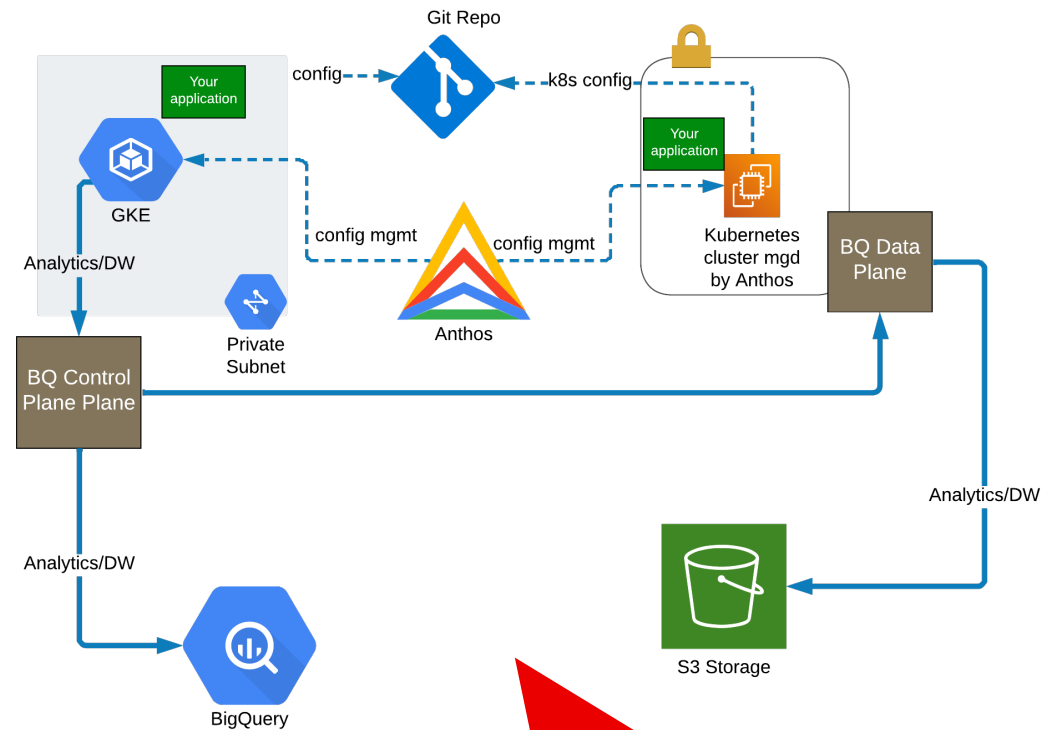 Git Repo
config
k8s config
Your
application
Your
application
GKE
config mgmt
config mgmt
Kubernetes
cluster mgd
by Anthos
BQ Data
Plane
Analytics/DW
Anthos
Private
Subnet
BQ Control
Plane Plane
Analytics/DW
Analytics/DW
S3 Storage
BigQuery